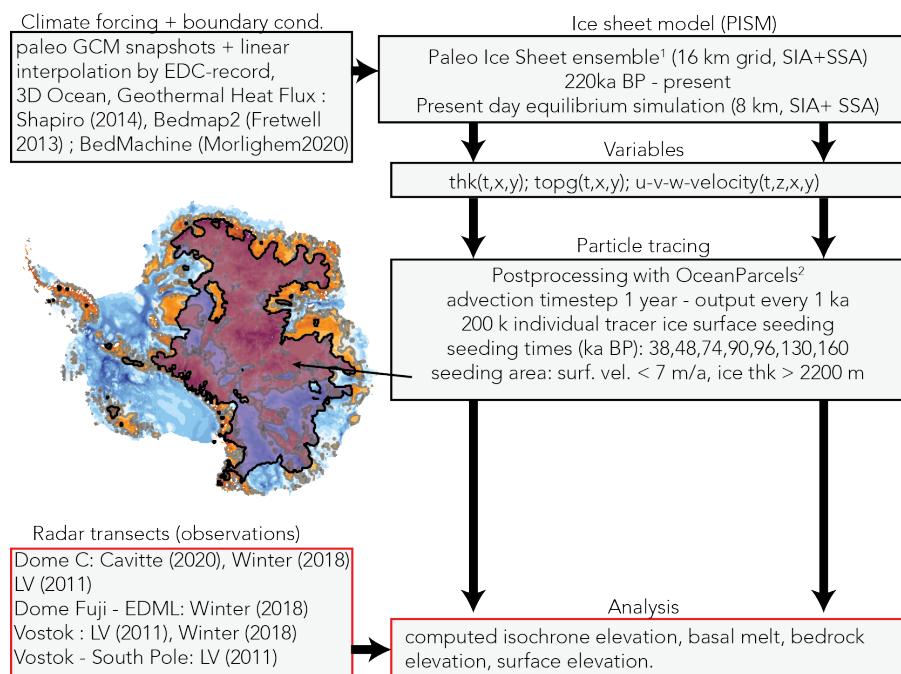 Climate forcing + boundary cond.
paleo GCM snapshots + linear
interpolation by EDC-record,
3D Ocean, Geothermal Heat Flux :
Shapiro (2014), Bedmap2 (Fretwell
2013) ; BedMachine (Morlighem2020)
Ice sheet model (PISM)
Paleo Ice Sheet ensemble¹ (16 km grid, SIA+SSA)
220ka BP - present
Present day equilibrium simulation (8 km, SIA+ SSA)
Variables
thk(t,x,y); topg(t,x,y); u-v-w-velocity(t,z,x,y)
Particle tracing
Postprocessing with OceanParcels²
advection timestep 1 year - output every 1 ka
200 k individual tracer ice surface seeding
seeding times (ka BP): 38,48,74,90,96,130,160
seeding area: surf. vel. < 7 m/a, ice thk > 2200 m
Radar transects (observations)
Dome C: Cavitte (2020), Winter (2018)
LV (2011)
Dome Fuji - EDML: Winter (2018)
Vostok : LV (2011), Winter (2018)
Vostok - South Pole: LV (2011)
Analysis
computed isochrone elevation, basal melt, bedrock
elevation, surface elevation.